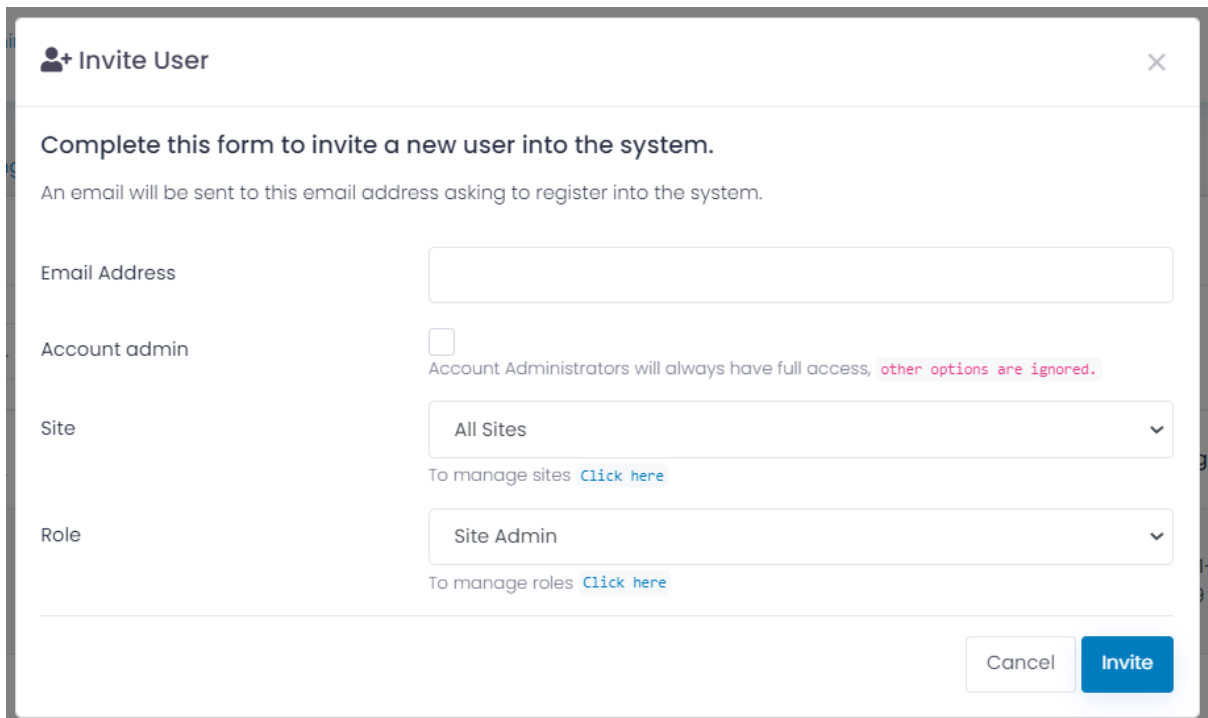 Invite User
Complete this form to invite a new user into the system.
An email will be sent to this email address asking to register into the system.
Email Address
Account admin
Account Administrators will always have full access, other options are ignored.
Site
All Sites
To manage sites Click here
Role
Site Admin
To manage roles Click here
Cancel
Invite